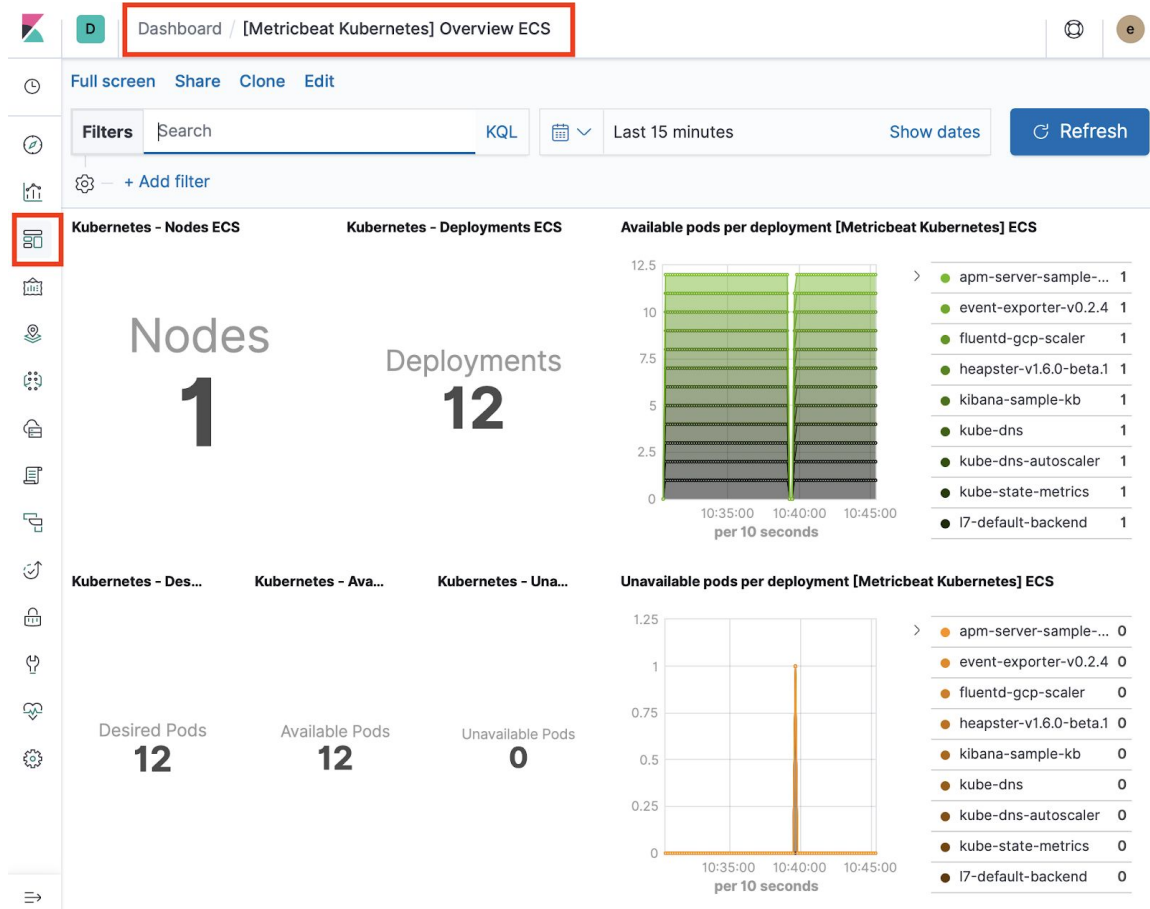 D
Dashboard / [Metricbeat Kubernetes] Overview ECS
e
Full screen Share Clone Edit
Filters Search KQL Last 15 minutes Show dates Refresh
+ Add filter
Kubernetes - Nodes ECS
Nodes
1
Kubernetes - Deployments ECS
Deployments
12
Available pods per deployment [Metricbeat Kubernetes] ECS
12.5
10
7.5
5
2.5
0
10:35:00 10:40:00 10:45:00
per 10 seconds
apm-server-sample-... 1
event-exporter-v0.2.4 1
fluentd-gcp-scaler 1
heapster-v1.6.0-beta.1 1
kibana-sample-kb 1
kube-dns 1
kube-dns-autoscaler 1
kube-state-metrics 1
l7-default-backend 1
Kubernetes - Des...
Desired Pods
12
Kubernetes - Ava...
Available Pods
12
Kubernetes - Una...
Unavailable Pods
0
Unavailable pods per deployment [Metricbeat Kubernetes] ECS
1.25
1
0.75
0.5
0.25
0
10:35:00 10:40:00 10:45:00
per 10 seconds
apm-server-sample-... 0
event-exporter-v0.2.4 0
fluentd-gcp-scaler 0
heapster-v1.6.0-beta.1 0
kibana-sample-kb 0
kube-dns 0
kube-dns-autoscaler 0
kube-state-metrics 0
l7-default-backend 0